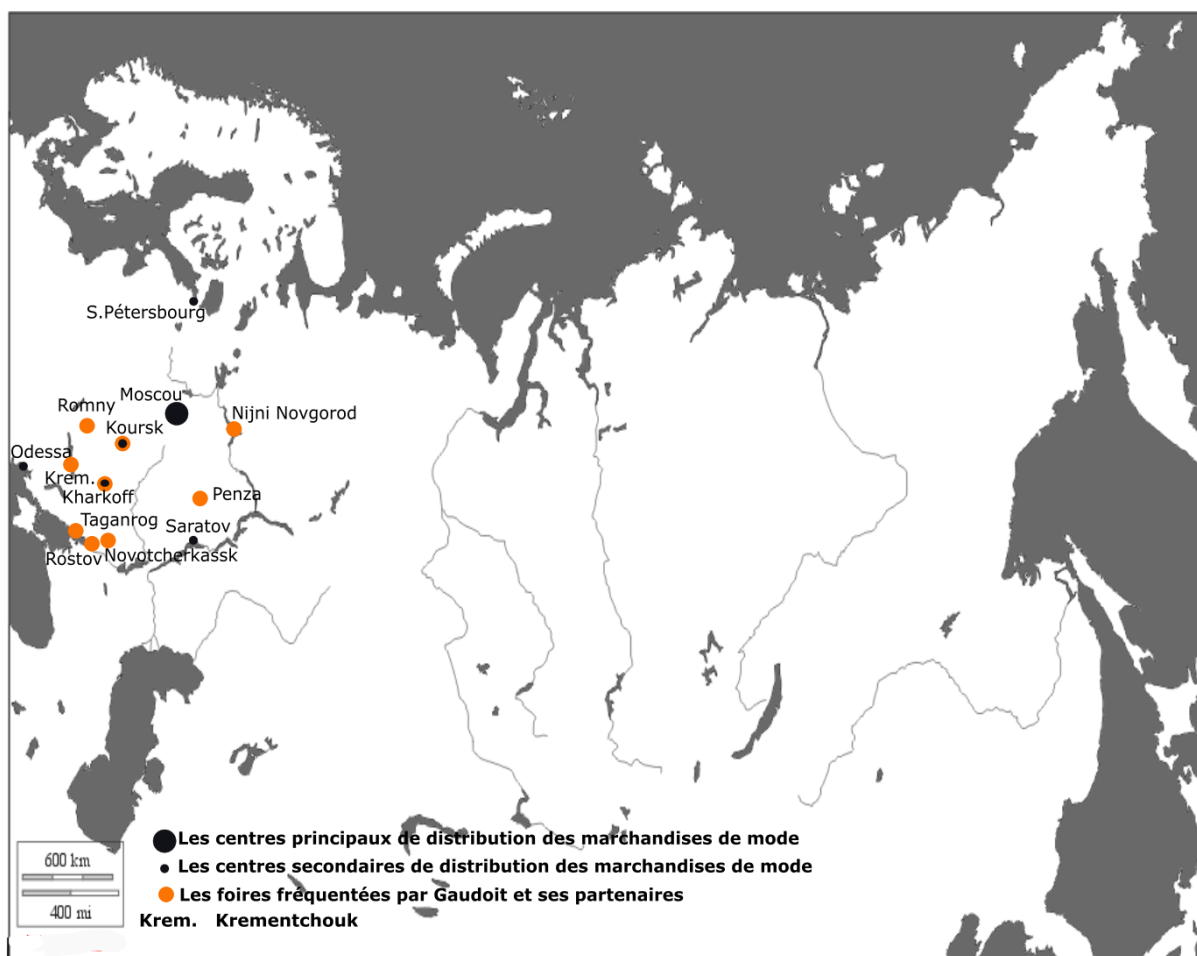 S.Pétersbourg
Moscou
Romny
Nijni Novgorod
Koursk
Odessa
Krem.
Kharkoff
Penza
Taganrog
Saratov
Rostov
Novotcherkassk
Les centres principaux de distribution des marchandises de mode
Les centres secondaires de distribution des marchandises de mode
600 km
Les foires fréquentées par Gaudoit et ses partenaires
400 mi
Krem. Krementchouk